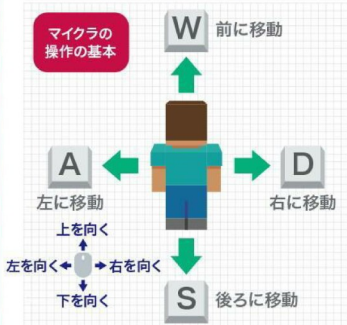 マイクラの
操作の基本
W 前に移動
A
左に移動
D
右に移動
上を向く
左を向く 右を向く
下を向く
S 後ろに移動